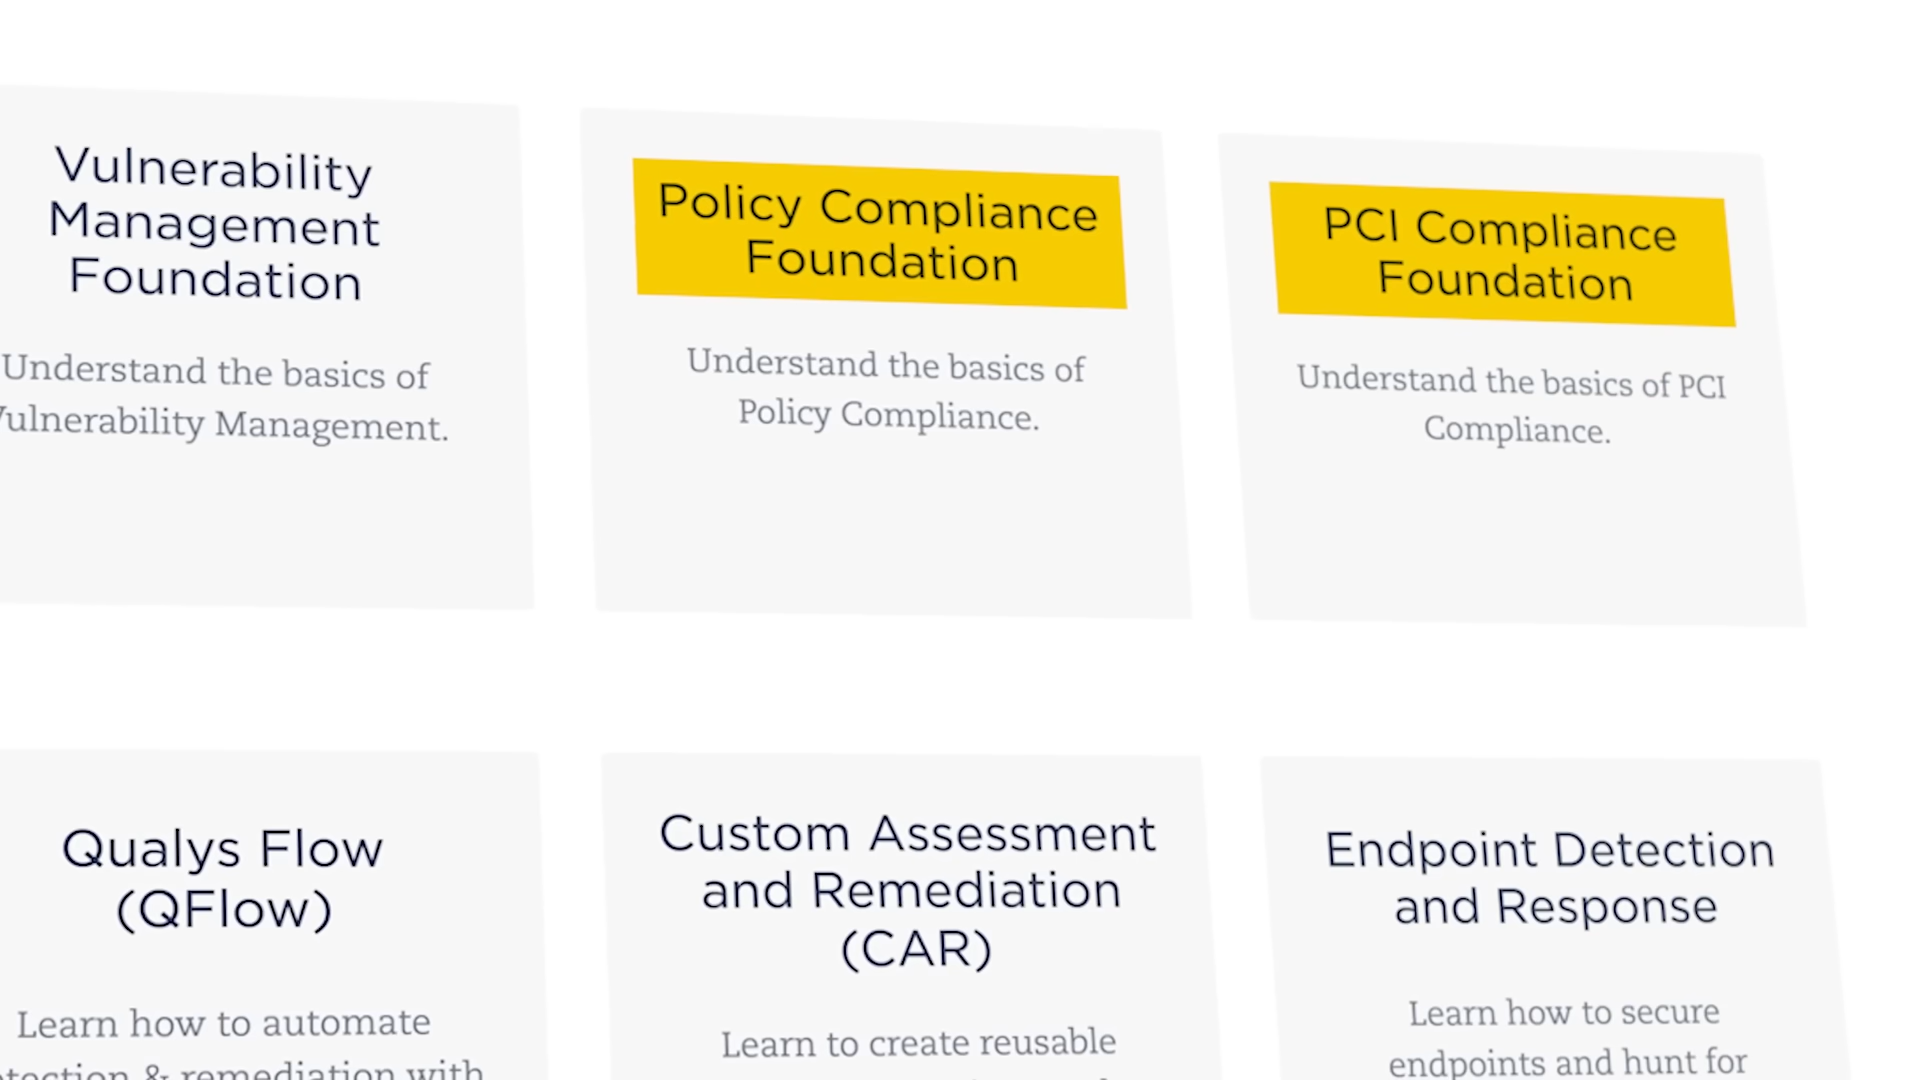 Vulnerability
Management
Foundation
Understand the basics of
Vulnerability Management.
Policy Compliance
Foundation
Understand the basics of
Policy Compliance.
PCI Compliance
Foundation
Understand the basics of PCI
Compliance.
Qualys Flow
(QFlow)
Learn how to automate
& remediation with
Custom Assessment
and Remediation
(CAR)
Learn to create reusable
Endpoint Detection
and Response
Learn how to secure
endpoints and hunt for